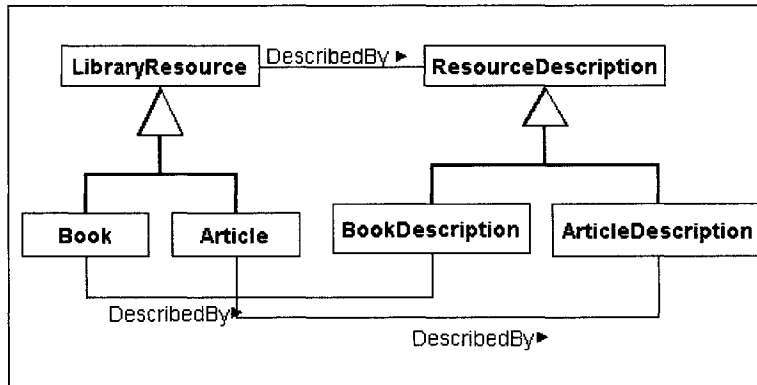 DescribedBy ▶
LibraryResource
ResourceDescription
Book
Article
BookDescription
ArticleDescription
DescribedBy▶
DescribedBy▶